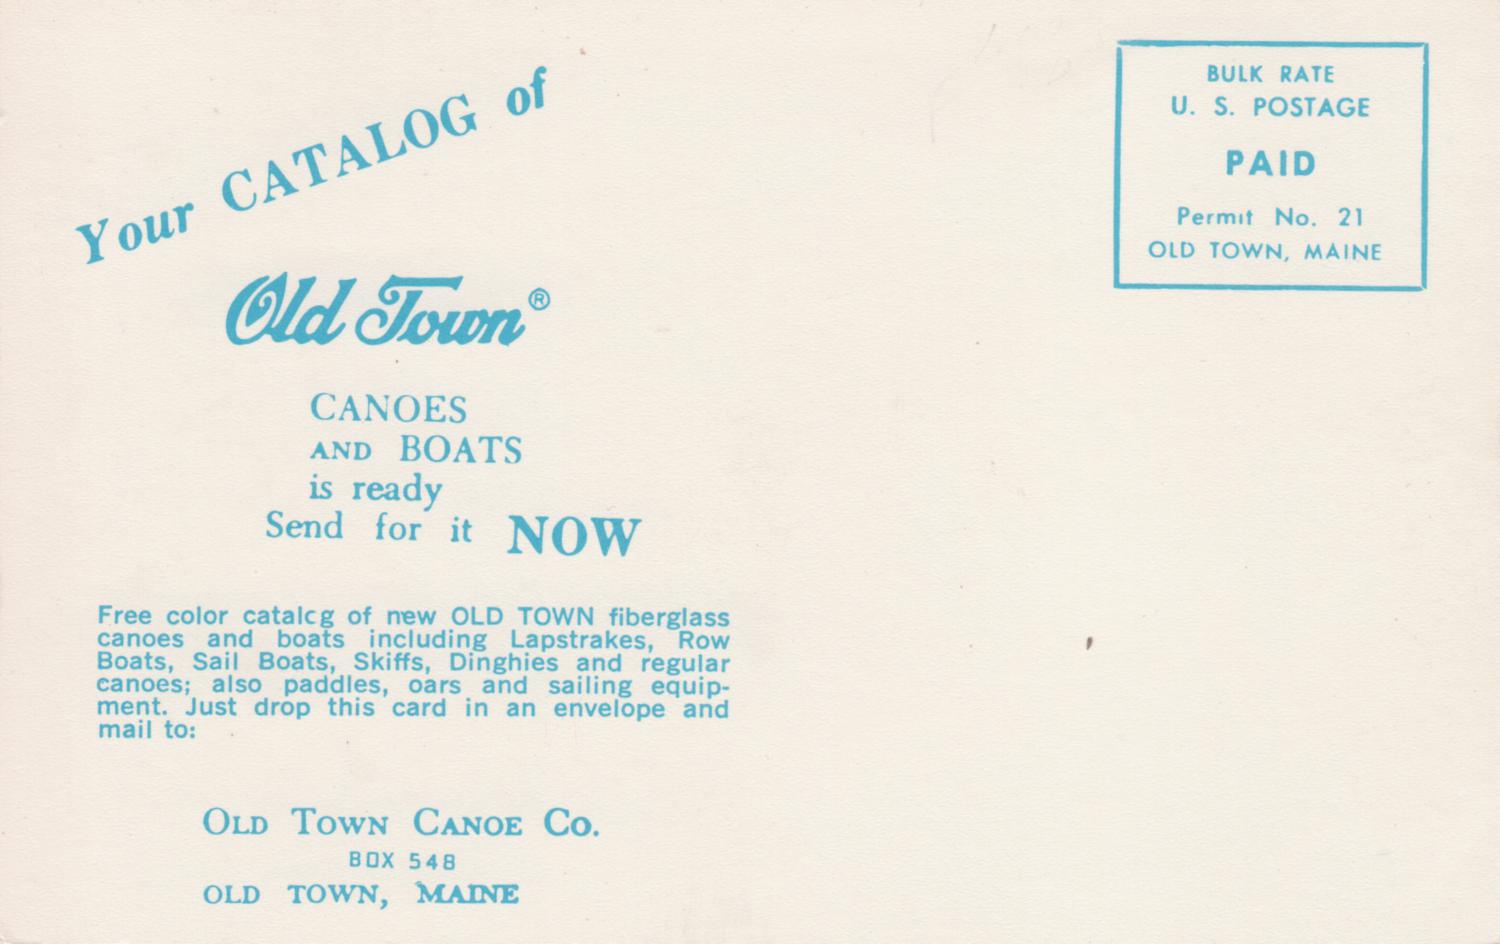 Your CATALOG of
Old Town®
CANOES
AND BOATS
is ready
Send for it NOW
Free color catalcg of new OLD TOWN fiberglass
canoes and boats including Lapstrakes, Row
Boats, Sail Boats, Skiffs, Dinghies and regular
canoes; also paddles, oars and sailing equip-
ment. Just drop this card in an envelope and
mail to:
OLD TOWN CANOE Co.
BOX 548
OLD TOWN, MAINE
BULK RATE
U. S. POSTAGE
PAID
Permit No. 21
OLD TOWN, MAINE